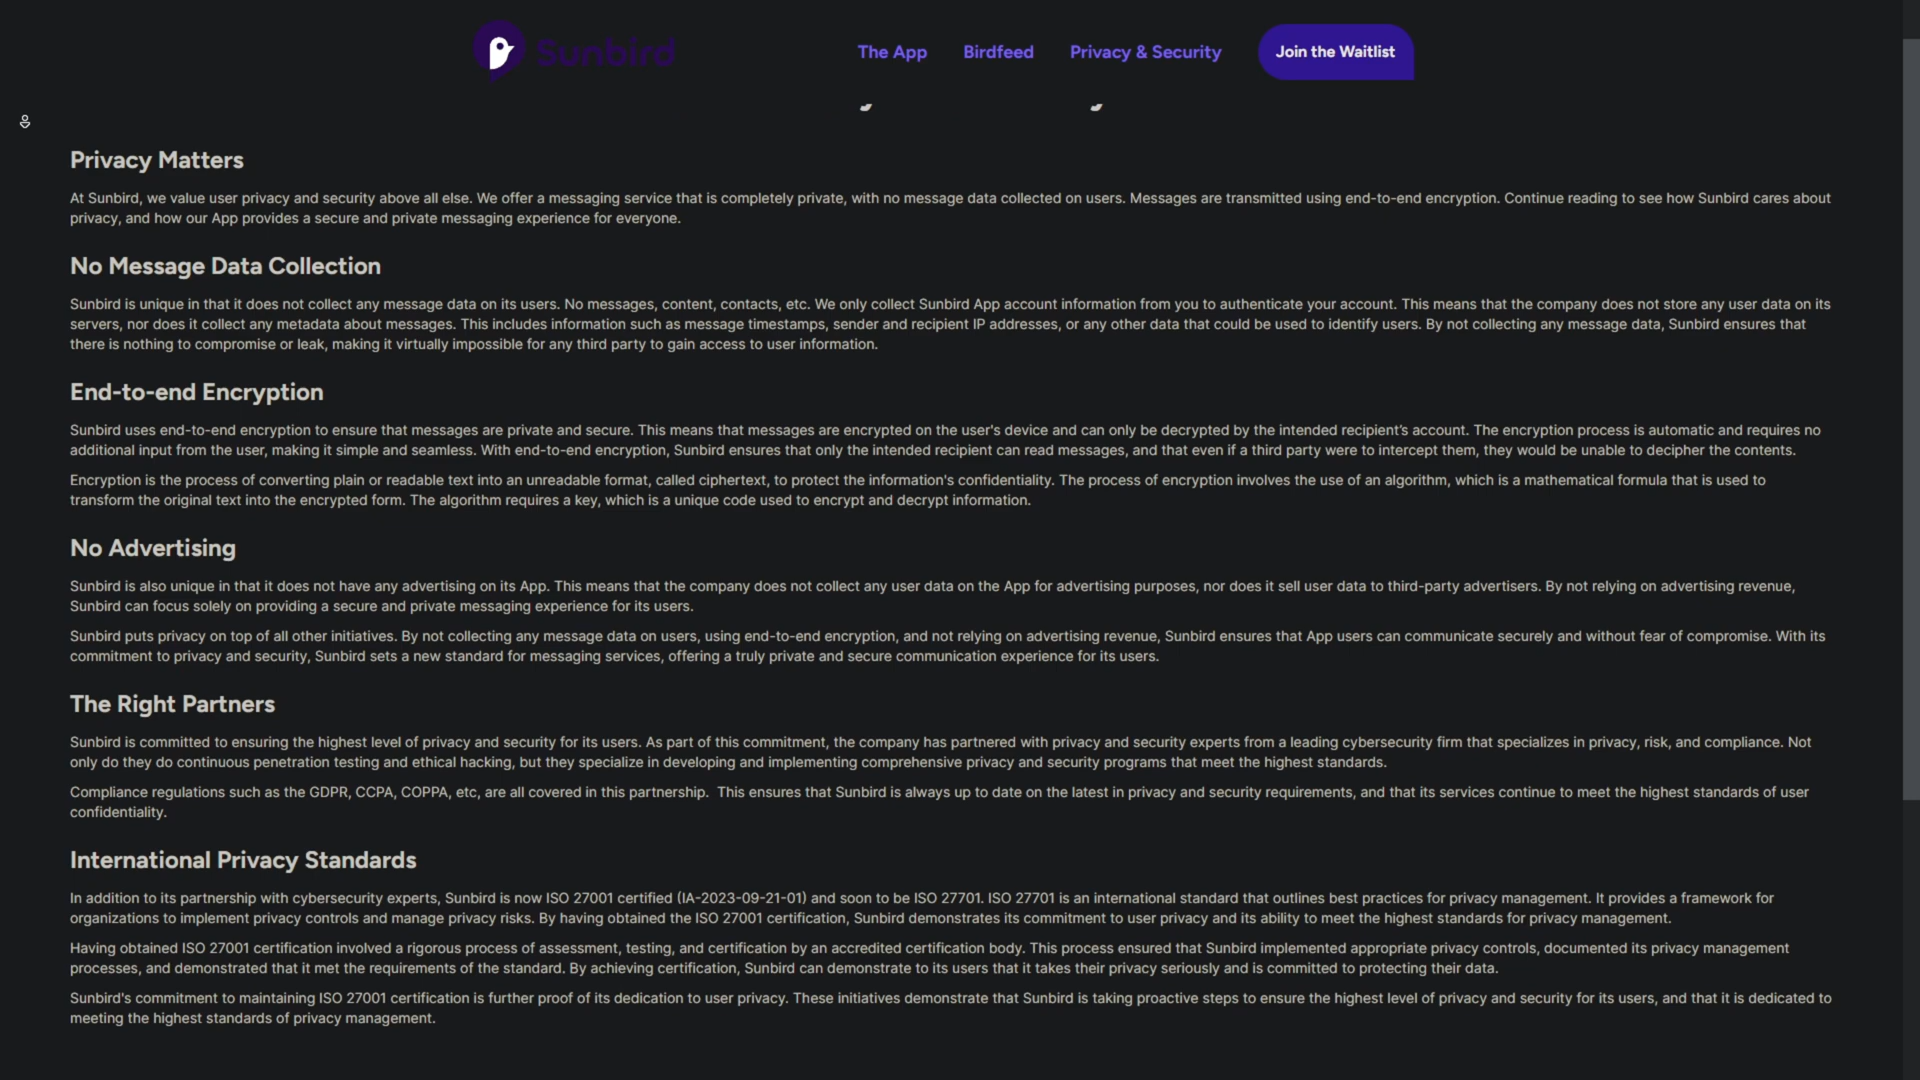 Sunbird
The App
Birdfeed
Privacy & Security
Join the Waitlist
Privacy Matters
At Sunbird, we value user privacy and security above all else. We offer a messaging service that is completely private, with no message data collected on users. Messages are transmitted using end-to-end encryption. Continue reading to see how Sunbird cares about
privacy, and how our App provides a secure and private messaging experience for everyone.
No Message Data Collection
Sunbird is unique in that it does not collect any message data on its users. No messages, content, contacts, etc. We only collect Sunbird App account information from you to authenticate your account. This means that the company does not store any user data on its
servers, nor does it collect any metadata about messages. This includes information such as message timestamps, sender and recipient IP addresses, or any other data that could be used to identify users. By not collecting any message data, Sunbird ensures that
there is nothing to compromise or leak, making it virtually impossible for any third party to gain access to user information.
End-to-end Encryption
Sunbird uses end-to-end encryption to ensure that messages are private and secure. This means that messages are encrypted on the user's device and can only be decrypted by the intended recipient’s account. The encryption process is automatic and requires no
additional input from the user, making it simple and seamless. With end-to-end encryption, Sunbird ensures that only the intended recipient can read messages, and that even if a third party were to intercept them, they would be unable to decipher the contents.
Encryption is the process of converting plain or readable text into an unreadable format, called ciphertext, to protect the information's confidentiality. The process of encryption involves the use of an algorithm, which is a mathematical formula that is used to
transform the original text into the encrypted form. The algorithm requires a key, which is a unique code used to encrypt and decrypt information.
No Advertising
Sunbird is also unique in that it does not have any advertising on its App. This means that the company does not collect any user data on the App for advertising purposes, nor does it sell user data to third-party advertisers. By not relying on advertising revenue,
Sunbird can focus solely on providing a secure and private messaging experience for its users.
Sunbird puts privacy on top of all other initiatives. By not collecting any message data on users, using end-to-end encryption, and not relying on advertising revenue, Sunbird ensures that App users can communicate securely and without fear of compromise. With its
commitment to privacy and security, Sunbird sets a new standard for messaging services, offering a truly private and secure communication experience for its users.
The Right Partners
Sunbird is committed to ensuring the highest level of privacy and security for its users. As part of this commitment, the company has partnered with privacy and security experts from a leading cybersecurity firm that specializes in privacy, risk, and compliance. Not
only do they do continuous penetration testing and ethical hacking, but they specialize in developing and implementing comprehensive privacy and security programs that meet the highest standards.
Compliance regulations such as the GDPR, CCPA, COPPA, etc, are all covered in this partnership. This ensures that Sunbird is always up to date on the latest in privacy and security requirements, and that its services continue to meet the highest standards of user
confidentiality.
International Privacy Standards
In addition to its partnership with cybersecurity experts, Sunbird is now ISO 27001 certified (IA-2023-09-21-01) and soon to be ISO 27701. ISO 27701 is an international standard that outlines best practices for privacy management. It provides a framework for
organizations to implement privacy controls and manage privacy risks. By having obtained the ISO 27001 certification, Sunbird demonstrates its commitment to user privacy and its ability to meet the highest standards for privacy management.
Having obtained ISO 27001 certification involved a rigorous process of assessment, testing, and certification by an accredited certification body. This process ensured that Sunbird implemented appropriate privacy controls, documented its privacy management
processes, and demonstrated that it met the requirements of the standard. By achieving certification, Sunbird can demonstrate to its users that it takes their privacy seriously and is committed to protecting their data.
Sunbird's commitment to maintaining ISO 27001 certification is further proof of its dedication to user privacy. These initiatives demonstrate that Sunbird is taking proactive steps to ensure the highest level of privacy and security for its users, and that it is dedicated to
meeting the highest standards of privacy management.